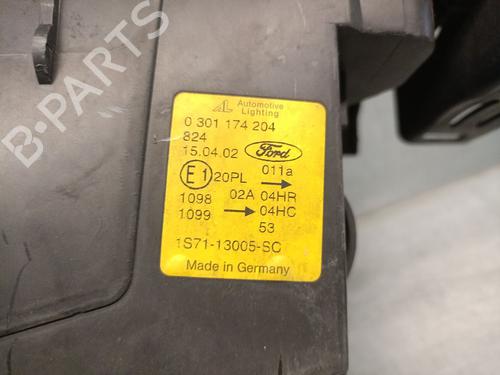 B-PARTS
AL Automotive Lighting
0 301 174 204
824
15.04.02 Ford
E1 20PL 011a
1098 02A 04HR
1099 04HC
53
1S71-13005-SC
Made in Germany